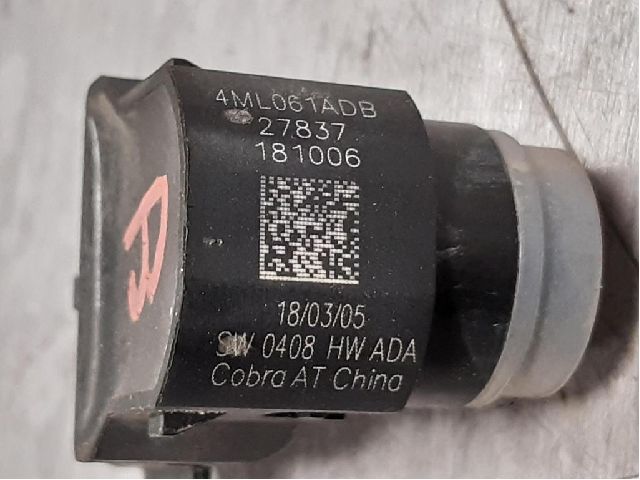 4ML061ADB
27837
181006
18/03/05
SW 0408 HW ADA
Cobra AT China